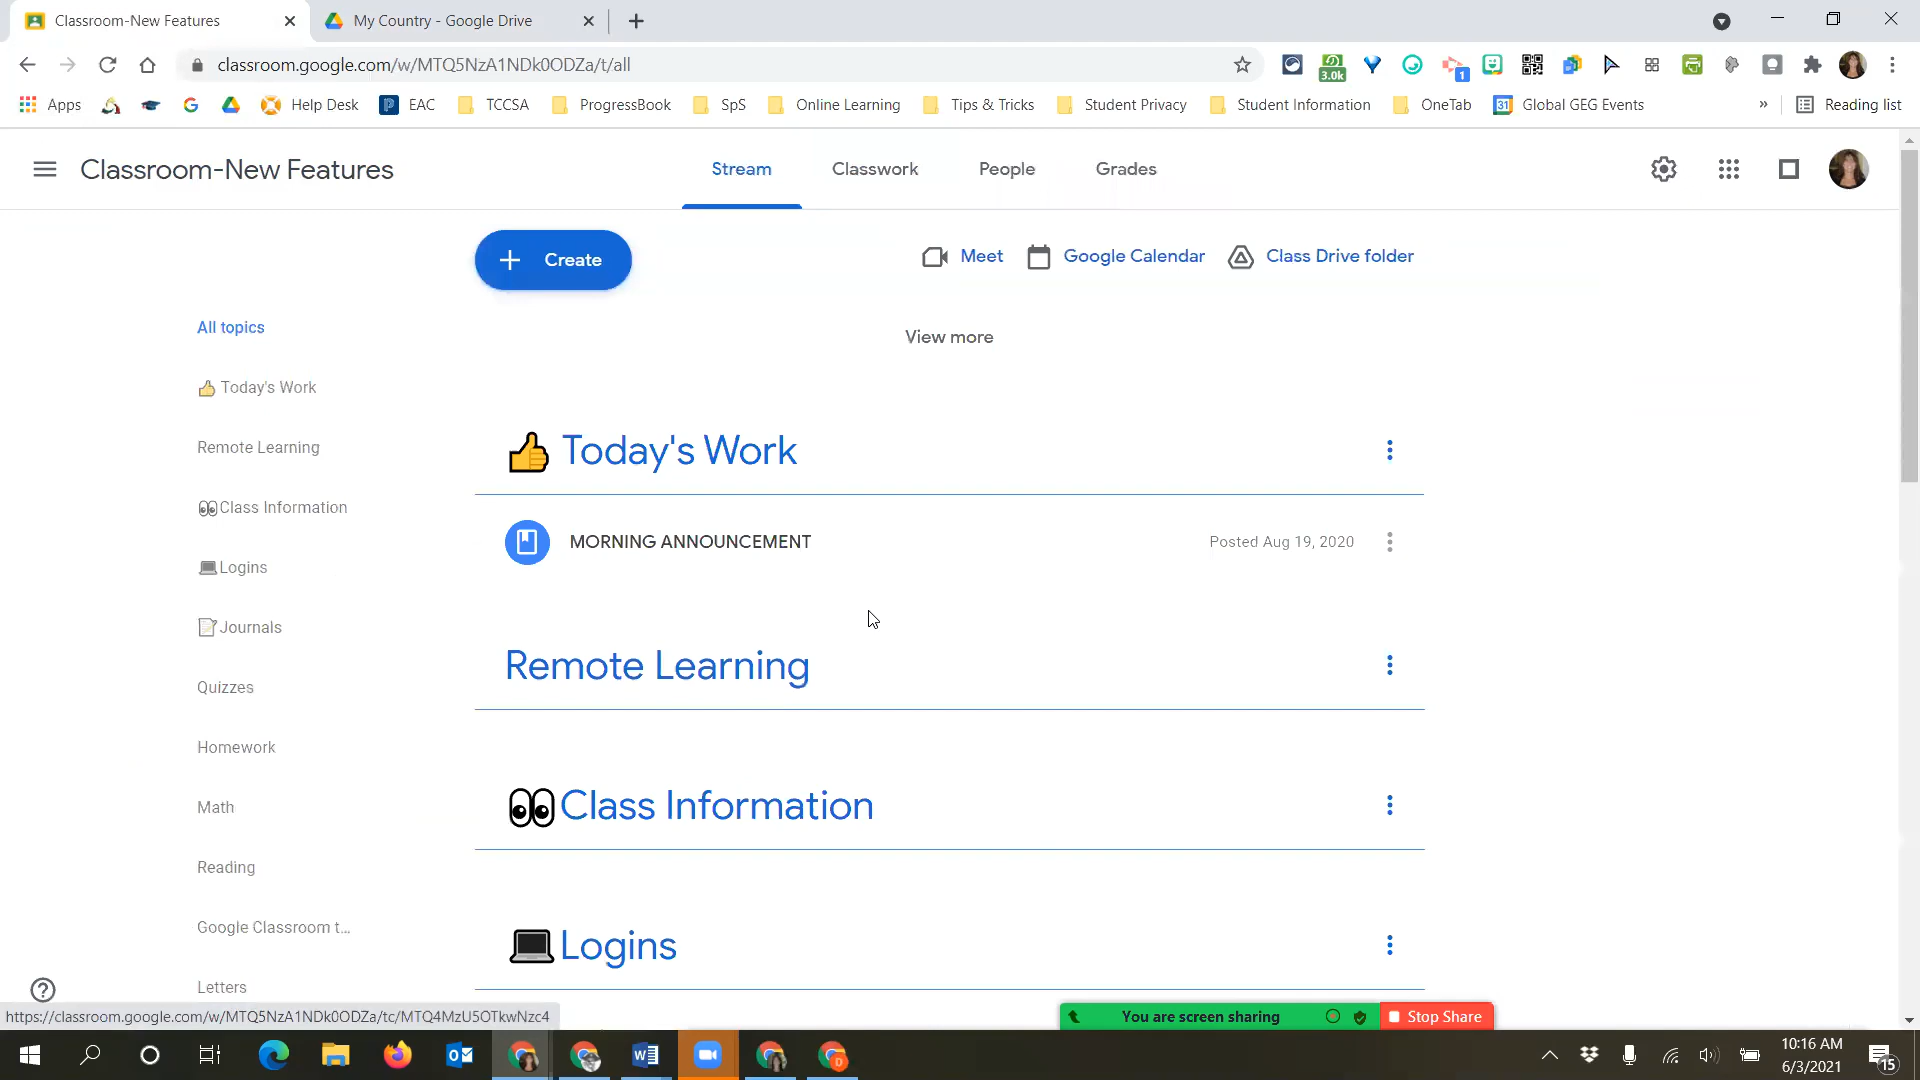 Classroom-New Features
My Country - Google Drive
classroom.google.com/w/MTQ5NzA1NDk0ODZa/t/all
3.0k
1
Apps
Help Desk
EAC
TCCSA
ProgressBook
SpS
Online Learning
Tips & Tricks
Student Privacy
Student Information
OneTab
31
Global GEG Events
»
Reading list
Classroom-New Features
Stream
Classwork
People
Grades
Create
Meet
Google Calendar
Class Drive folder
All topics
View more
Today's Work
Remote Learning
Class Information
Logins
Journals
Quizzes
Homework
Math
Reading
Google Classroom t...
Letters
Today's Work
MORNING ANNOUNCEMENT
Posted Aug 19, 2020
Remote Learning
Class Information
Logins
https://classroom.google.com/w/MTQ5NzA1NDk0ODZa/tc/MTQ4MzU5OTkwNzc4
You are screen sharing
Stop Share
10:16 AM
6/3/2021
15